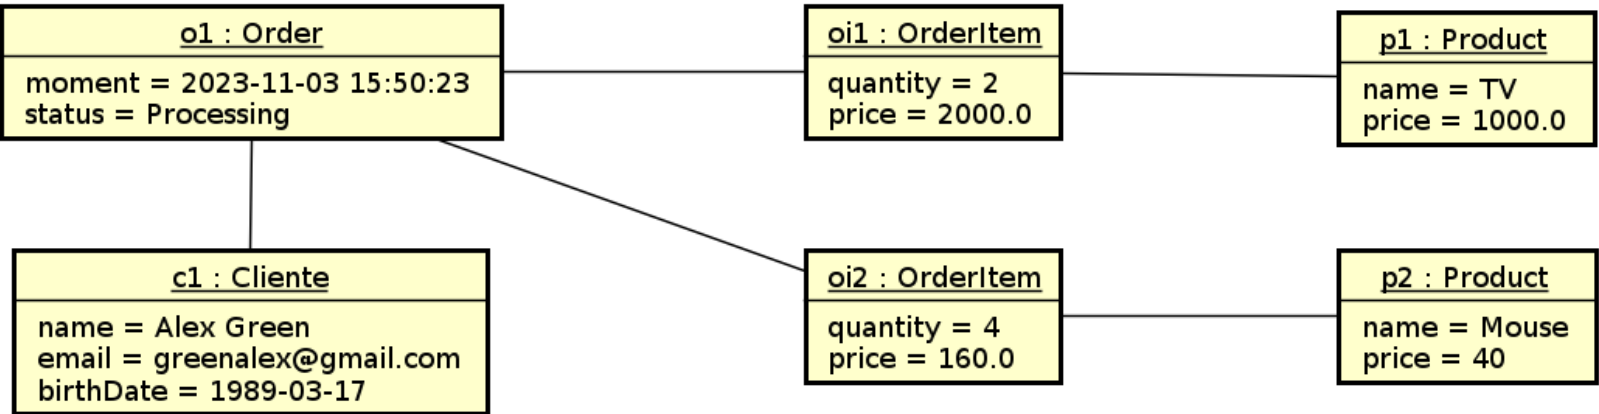 o1 : Order
moment = 2023-11-03 15:50:23
status = Processing
oi1 : OrderItem
quantity = 2
price = 2000.0
p1 : Product
name = TV
price = 1000.0
c1 : Cliente
name = Alex Green
email = greenalex@gmail.com
birthDate = 1989-03-17
oi2 : OrderItem
quantity = 4
price = 160.0
p2 : Product
name = Mouse
price = 40